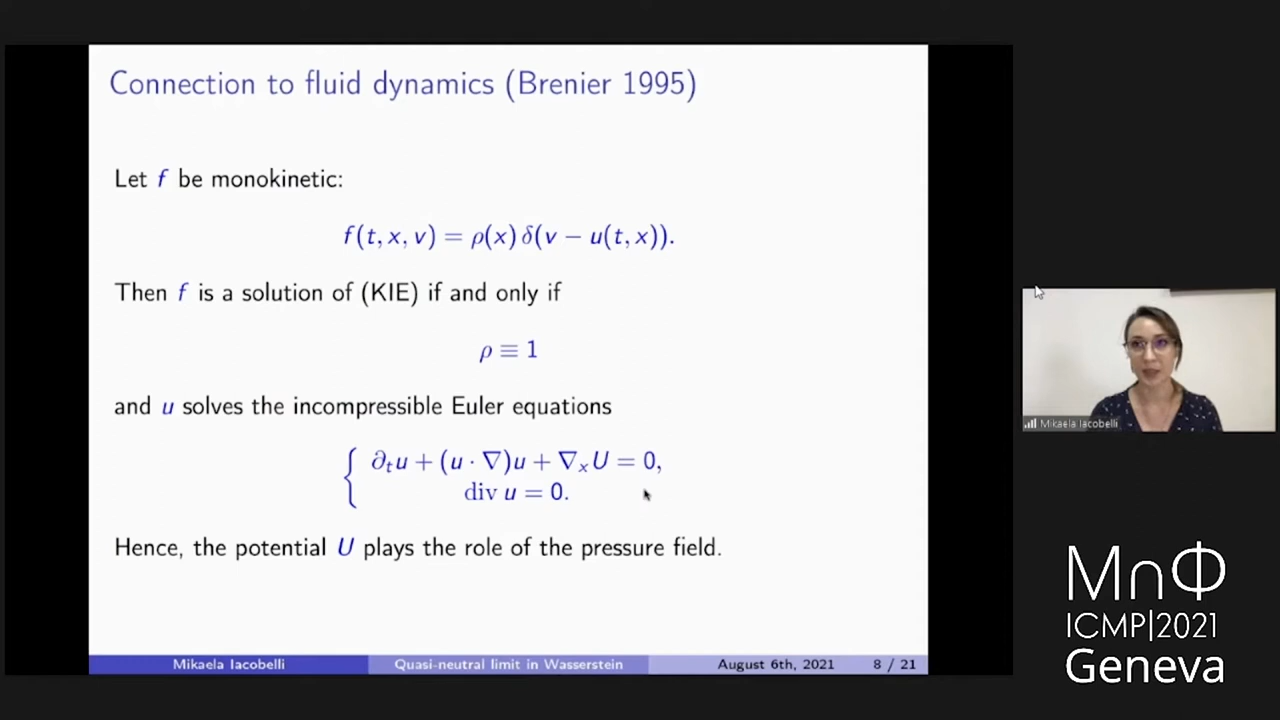 Connection to fluid dynamics (Brenier 1995)
Let f be monokinetic:
f(t, x, v) = ρ(x) δ(v − u(t, x)).
Then f is a solution of (KIE) if and only if
ρ ≡ 1
and u solves the incompressible Euler equations
∂ₜu + (u · ∇)u + ∇ₓU = 0,
div u = 0.
Hence, the potential U plays the role of the pressure field.
Mikaela Iacobelli Quasi-neutral limit in Wasserstein August 6th, 2021 8 / 21
Mikaela Iacobelli
M∩Φ
ICMP|2021
Geneva